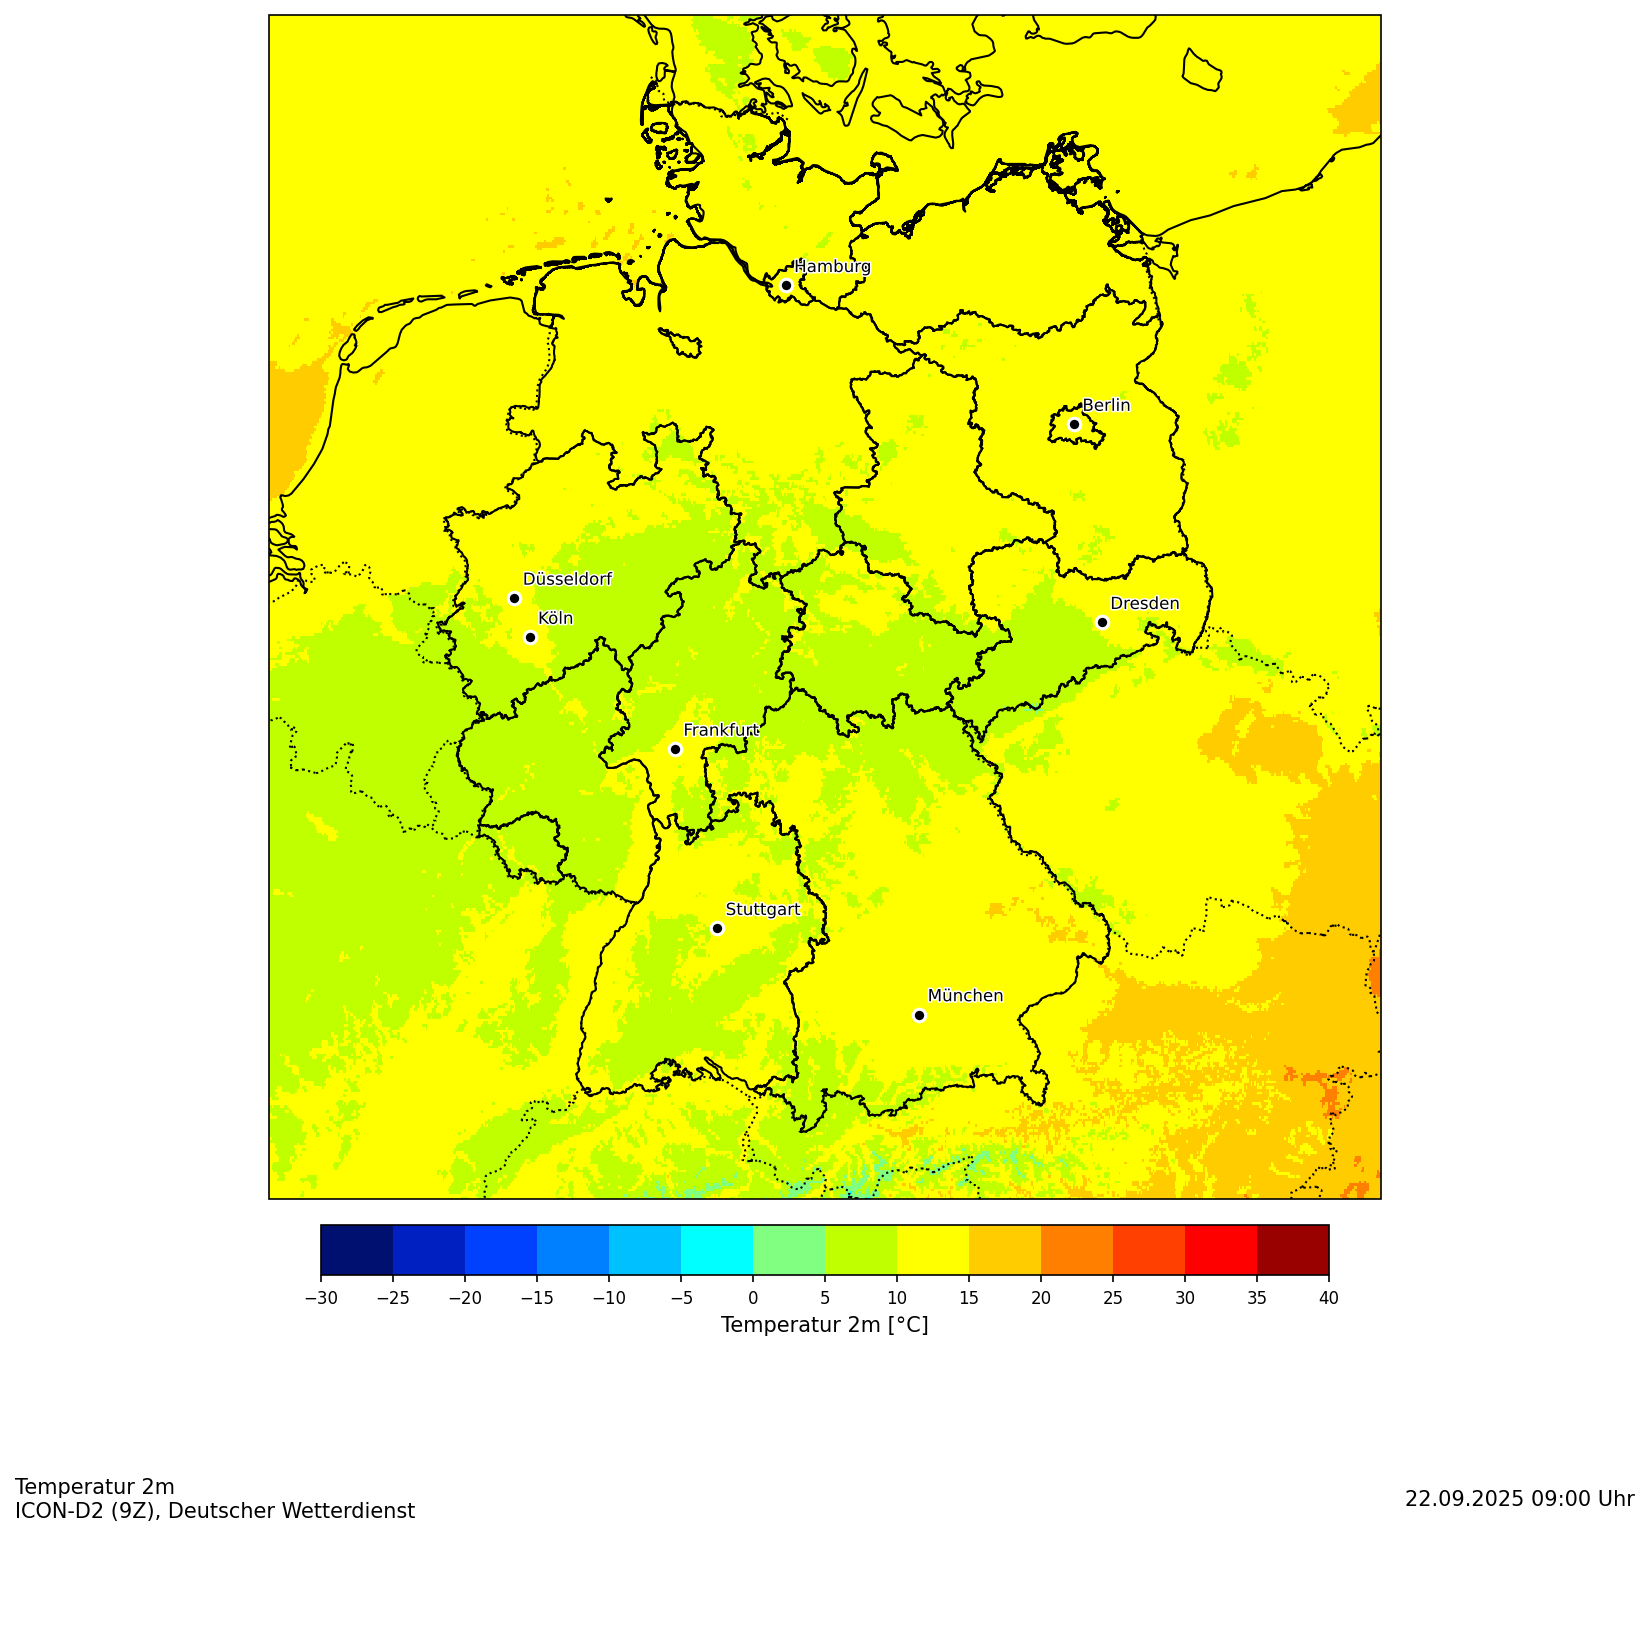 Hamburg
Berlin
Düsseldorf
Köln
Dresden
Frankfurt
Stuttgart
München
−30 −25 −20 −15 −10 −5 0 5 10 15 20 25 30 35 40
Temperatur 2m [°C]
Temperatur 2m
ICON-D2 (9Z), Deutscher Wetterdienst
22.09.2025 09:00 Uhr